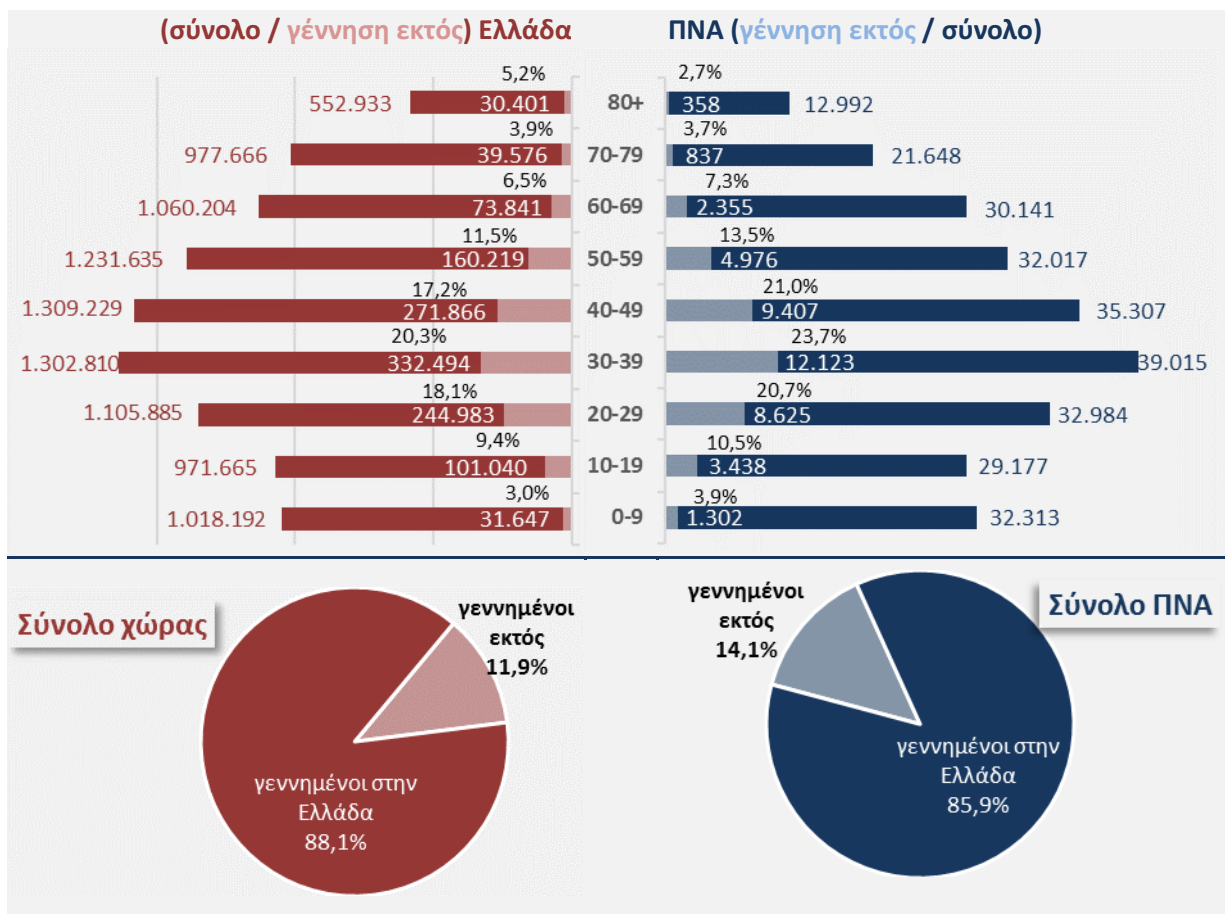 (σύνολο / γέννηση εκτός) Ελλάδα
ΠΝΑ (γέννηση εκτός / σύνολο)
5,2%
2,7%
552.933 30.401 80+ 358 12.992
3,9%
3,7%
977.666 39.576 70-79 837 21.648
6,5%
7,3%
1.060.204 73.841 60-69 2.355 30.141
11,5%
13,5%
1.231.635 160.219 50-59 4.976 32.017
17,2%
21,0%
1.309.229 271.866 40-49 9.407 35.307
20,3%
23,7%
1.302.810 332.494 30-39 12.123 39.015
18,1%
20,7%
1.105.885 244.983 20-29 8.625 32.984
9,4%
10,5%
971.665 101.040 10-19 3.438 29.177
3,0%
3,9%
1.018.192 31.647 0-9 1.302 32.313
Σύνολο χώρας
γεννημένοι
εκτός
11,9%
γεννημένοι στην
Ελλάδα
88,1%
γεννημένοι
εκτός
14,1%
Σύνολο ΠΝΑ
γεννημένοι στην
Ελλάδα
85,9%